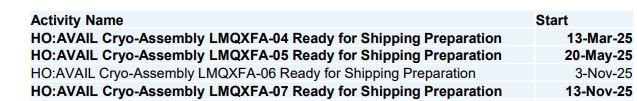 Activity Name Start
HO:AVAIL Cryo-Assembly LMQXFA-04 Ready for Shipping Preparation 13-Mar-25
HO:AVAIL Cryo-Assembly LMQXFA-05 Ready for Shipping Preparation 20-May-25
HO:AVAIL Cryo-Assembly LMQXFA-06 Ready for Shipping Preparation 3-Nov-25
HO:AVAIL Cryo-Assembly LMQXFA-07 Ready for Shipping Preparation 13-Nov-25